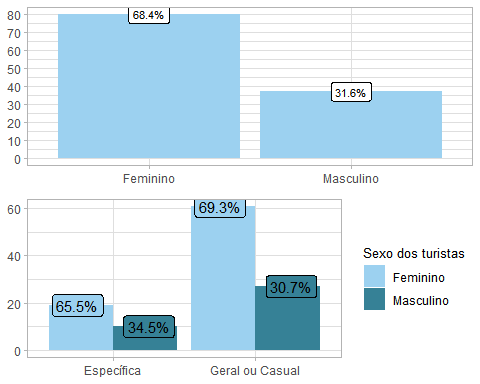 80
70
60
50
40
30
20
10
0
68.4%
31.6%
Feminino
Masculino
60
40
20
0
65.5%
34.5%
69.3%
30.7%
Específica
Geral ou Casual
Sexo dos turistas
Feminino
Masculino